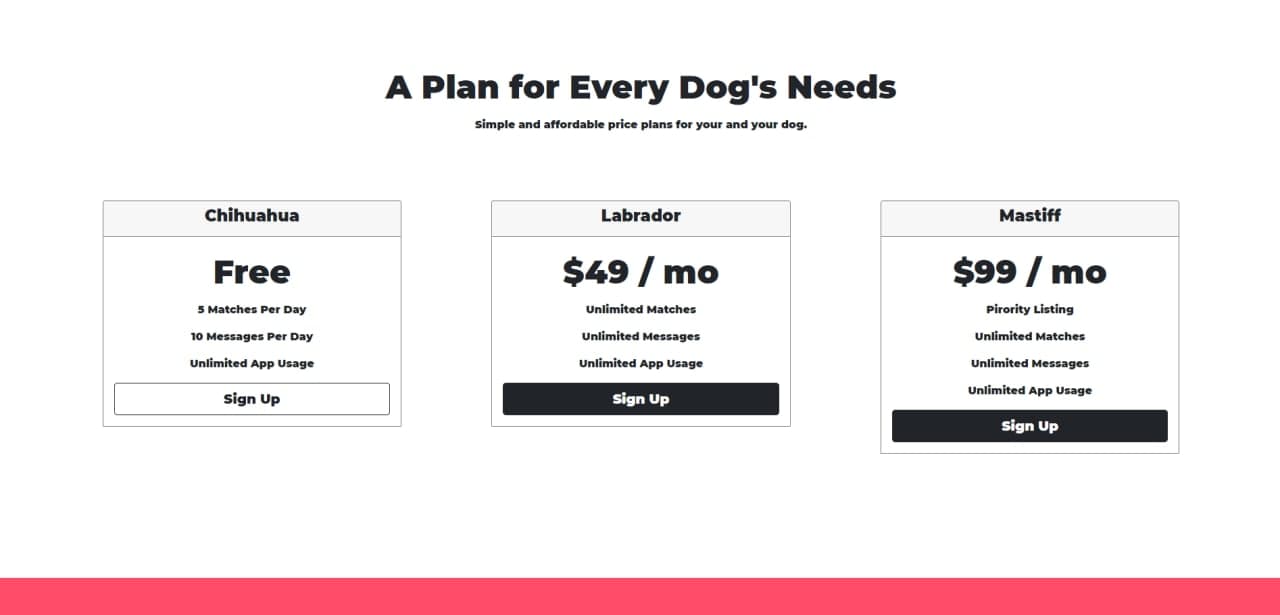 A Plan for Every Dog's Needs
Simple and affordable price plans for your and your dog.
Chihuahua
Free
5 Matches Per Day
10 Messages Per Day
Unlimited App Usage
Sign Up
Labrador
$49 / mo
Unlimited Matches
Unlimited Messages
Unlimited App Usage
Sign Up
Mastiff
$99 / mo
Pirority Listing
Unlimited Matches
Unlimited Messages
Unlimited App Usage
Sign Up